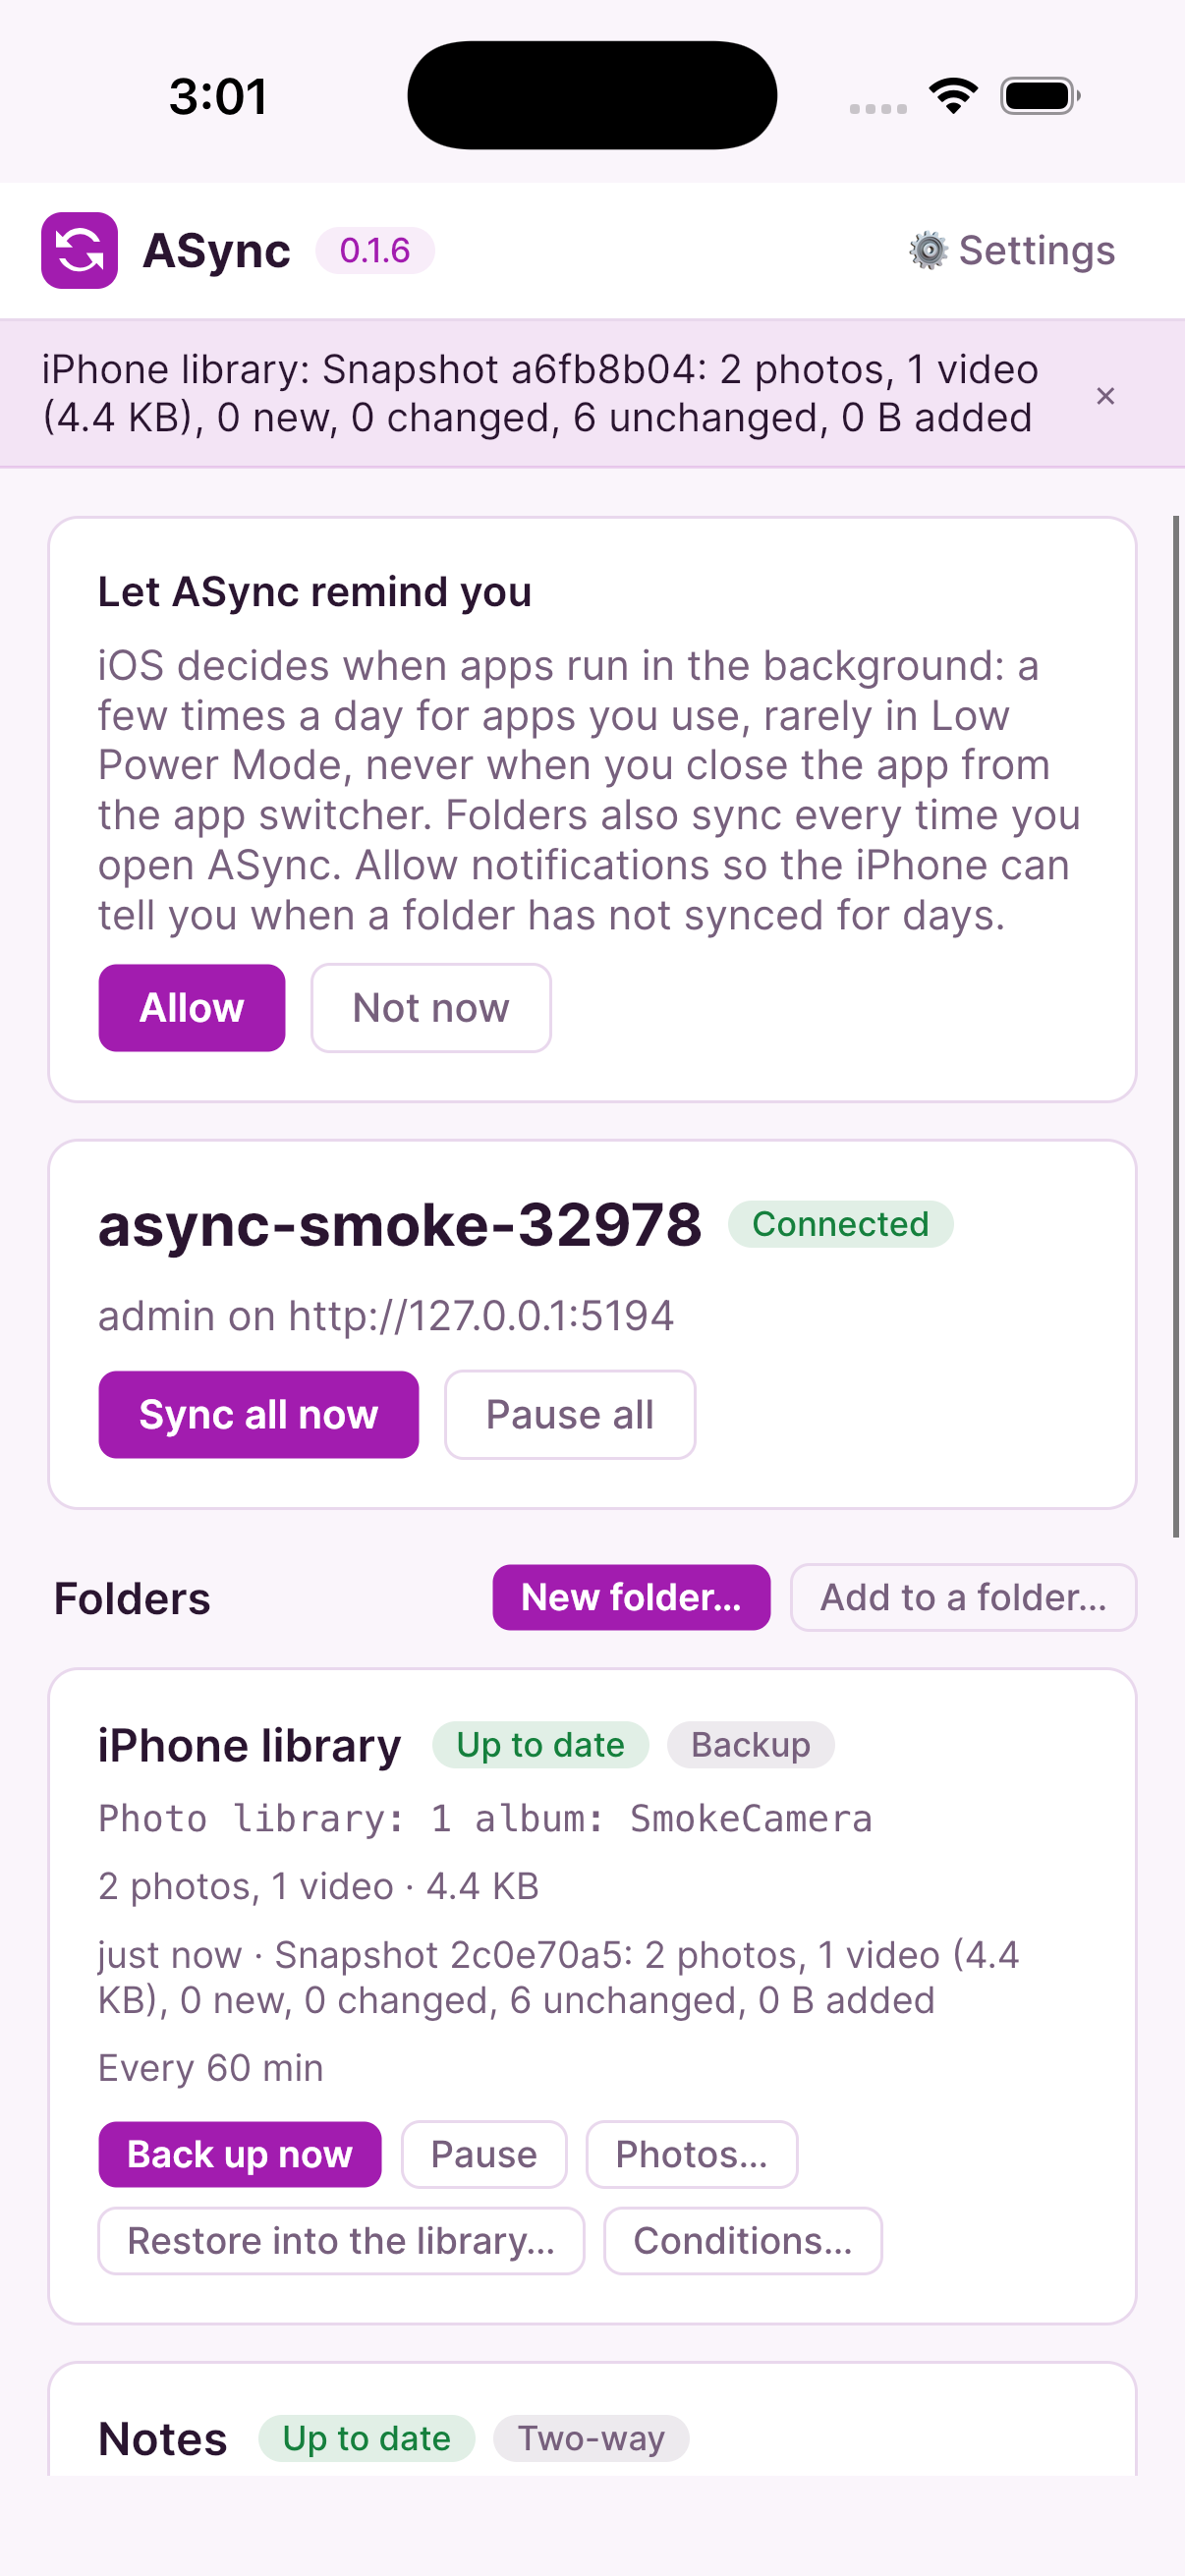 3:01
ASync 0.1.6 Settings
iPhone library: Snapshot a6fb8b04: 2 photos, 1 video
(4.4 KB), 0 new, 0 changed, 6 unchanged, 0 B added ×
Let ASync remind you
iOS decides when apps run in the background: a
few times a day for apps you use, rarely in Low
Power Mode, never when you close the app from
the app switcher. Folders also sync every time you
open ASync. Allow notifications so the iPhone can
tell you when a folder has not synced for days.
Allow Not now
async-smoke-32978 Connected
admin on http://127.0.0.1:5194
Sync all now Pause all
Folders New folder... Add to a folder...
iPhone library Up to date Backup
Photo library: 1 album: SmokeCamera
2 photos, 1 video · 4.4 KB
just now · Snapshot 2c0e70a5: 2 photos, 1 video (4.4
KB), 0 new, 0 changed, 6 unchanged, 0 B added
Every 60 min
Back up now Pause Photos...
Restore into the library... Conditions...
Notes Up to date Two-way